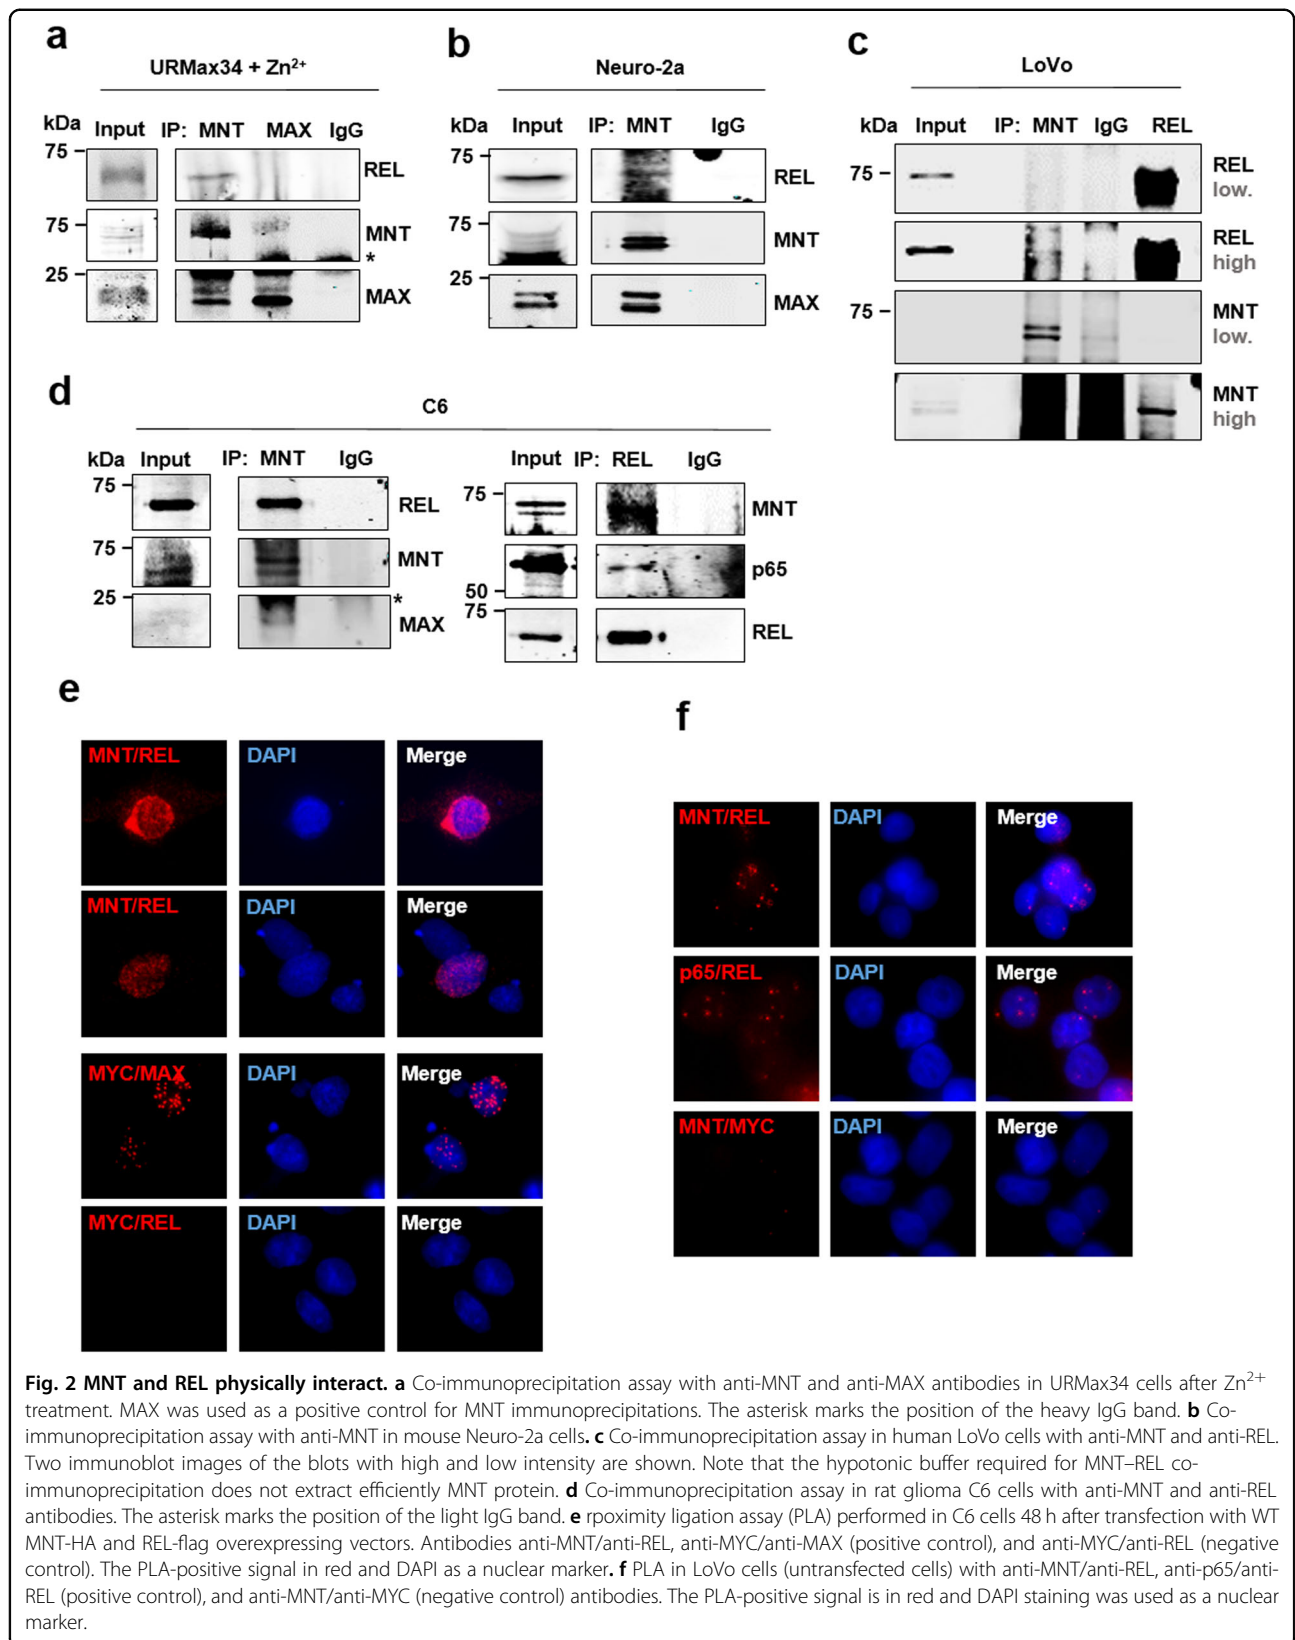 a
URMax34 + Zn2+
kDa Input IP: MNT MAX IgG
75
REL
75
MNT
*
25
MAX
b
Neuro-2a
kDa Input IP: MNT IgG
75
REL
75
MNT
25
MAX
c
LoVo
kDa Input IP: MNT IgG REL
75
REL
low.
REL
high
75
MNT
low.
MNT
high
d
C6
kDa Input IP: MNT IgG
75
REL
75
MNT
25
*
MAX
Input IP: REL IgG
75
MNT
p65
50
75
REL
e
MNT/REL DAPI Merge
MNT/REL DAPI Merge
MYC/MAX DAPI Merge
MYC/REL DAPI Merge
f
MNT/REL DAPI Merge
p65/REL DAPI Merge
MNT/MYC DAPI Merge
Fig. 2 MNT and REL physically interact. a Co-immunoprecipitation assay with anti-MNT and anti-MAX antibodies in URMax34 cells after Zn2+
treatment. MAX was used as a positive control for MNT immunoprecipitations. The asterisk marks the position of the heavy IgG band. b Co-
immunoprecipitation assay with anti-MNT in mouse Neuro-2a cells. c Co-immunoprecipitation assay in human LoVo cells with anti-MNT and anti-REL.
Two immunoblot images of the blots with high and low intensity are shown. Note that the hypotonic buffer required for MNT–REL co-
immunoprecipitation does not extract efficiently MNT protein. d Co-immunoprecipitation assay in rat glioma C6 cells with anti-MNT and anti-REL
antibodies. The asterisk marks the position of the light IgG band. e rpoximity ligation assay (PLA) performed in C6 cells 48 h after transfection with WT
MNT-HA and REL-flag overexpressing vectors. Antibodies anti-MNT/anti-REL, anti-MYC/anti-MAX (positive control), and anti-MYC/anti-REL (negative
control). The PLA-positive signal in red and DAPI as a nuclear marker. f PLA in LoVo cells (untransfected cells) with anti-MNT/anti-REL, anti-p65/anti-
REL (positive control), and anti-MNT/anti-MYC (negative control) antibodies. The PLA-positive signal is in red and DAPI staining was used as a nuclear
marker.